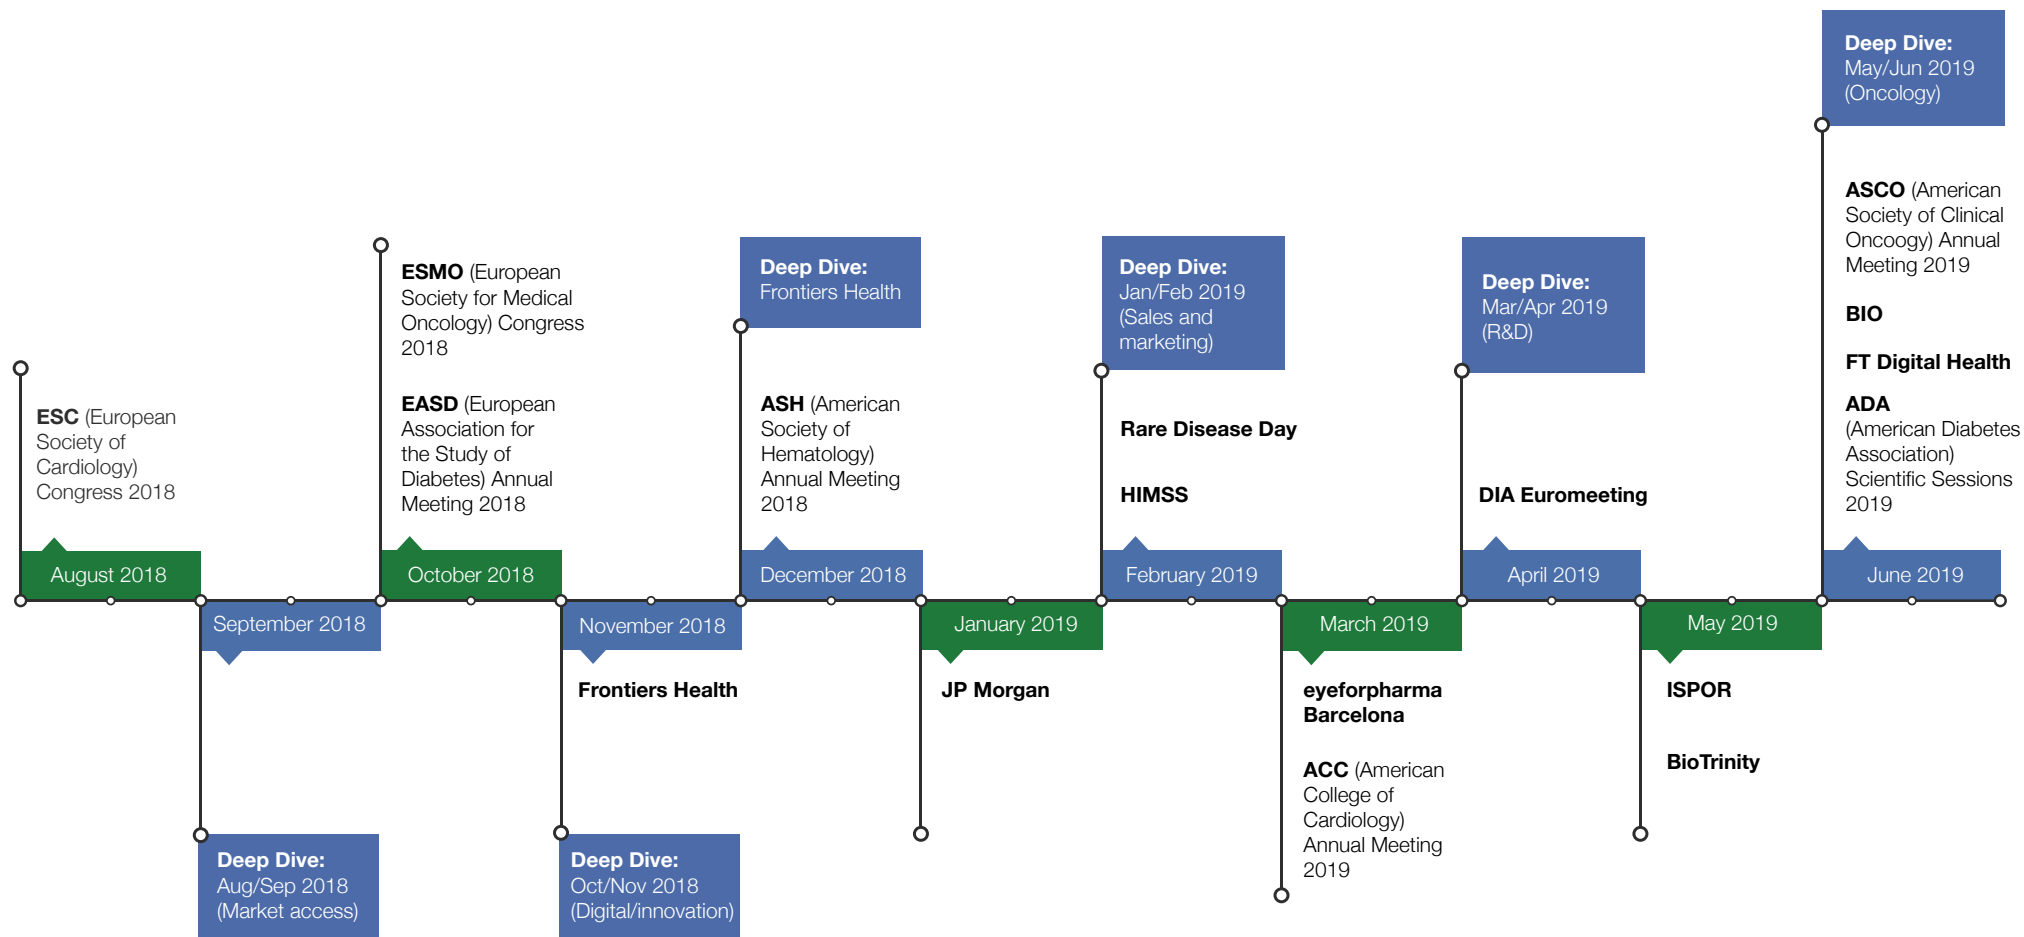 ESC (European
Society of
Cardiology)
Congress 2018
August 2018
September 2018
Deep Dive:
Aug/Sep 2018
(Market access)
ESMO (European
Society for Medical
Oncology) Congress
2018
EASD (European
Association for
the Study of
Diabetes) Annual
Meeting 2018
October 2018
November 2018
Frontiers Health
Deep Dive:
Oct/Nov 2018
(Digital/innovation)
Deep Dive:
Frontiers Health
ASH (American
Society of
Hematology)
Annual Meeting
2018
December 2018
January 2019
JP Morgan
Deep Dive:
Jan/Feb 2019
(Sales and
marketing)
Rare Disease Day
HIMSS
February 2019
March 2019
eyeforpharma
Barcelona
ACC (American
College of
Cardiology)
Annual Meeting
2019
Deep Dive:
Mar/Apr 2019
(R&D)
DIA Euromeeting
April 2019
May 2019
ISPOR
BioTrinity
Deep Dive:
May/Jun 2019
(Oncology)
ASCO (American
Society of Clinical
Oncoogy) Annual
Meeting 2019
BIO
FT Digital Health
ADA
(American Diabetes
Association)
Scientific Sessions
2019
June 2019